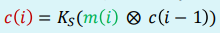 c(i) = K_S(m(i) ⊗ c(i − 1))